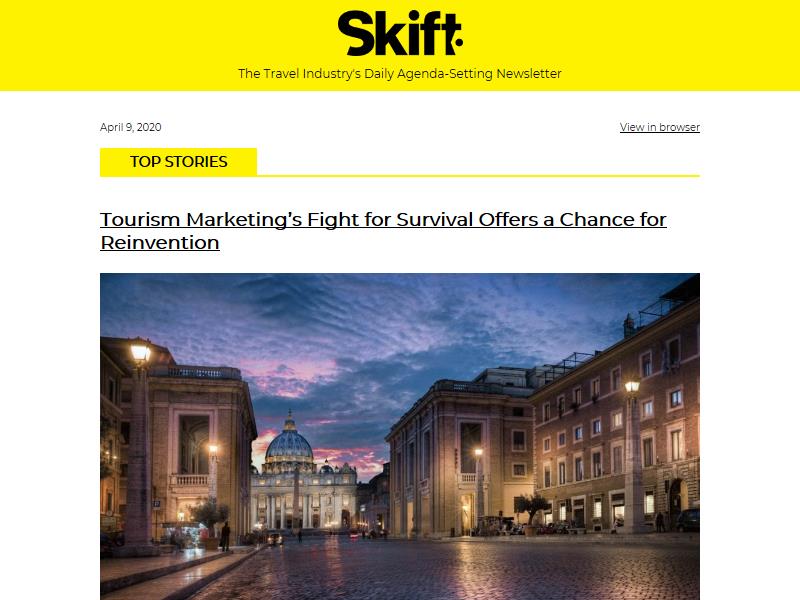 Skift
The Travel Industry's Daily Agenda-Setting Newsletter
April 9, 2020
View in browser
TOP STORIES
Tourism Marketing's Fight for Survival Offers a Chance for
Reinvention